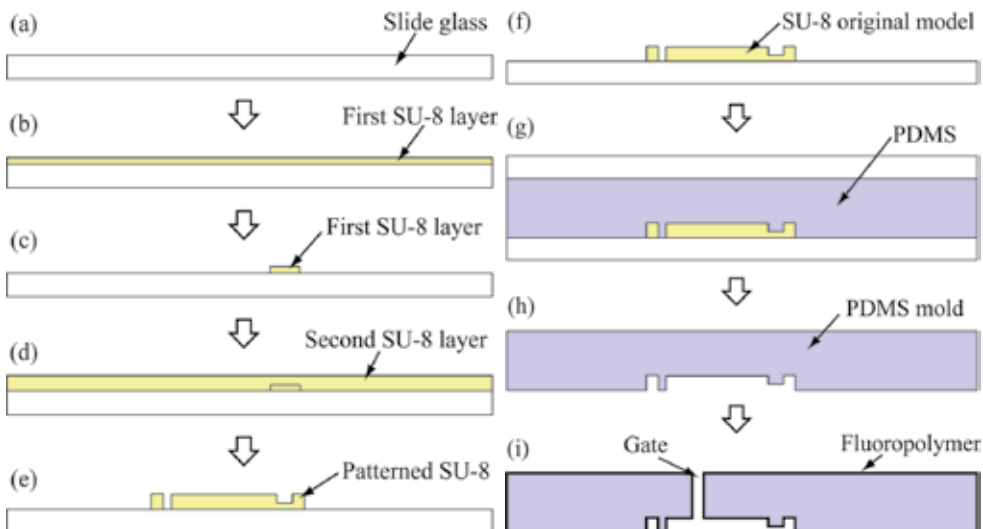 (a)
Slide glass
(b)
First SU-8 layer
(c)
First SU-8 layer
(d)
Second SU-8 layer
(e)
Patterned SU-8
(f)
SU-8 original model
(g)
PDMS
(h)
PDMS mold
(i)
Gate
Fluoropolymer